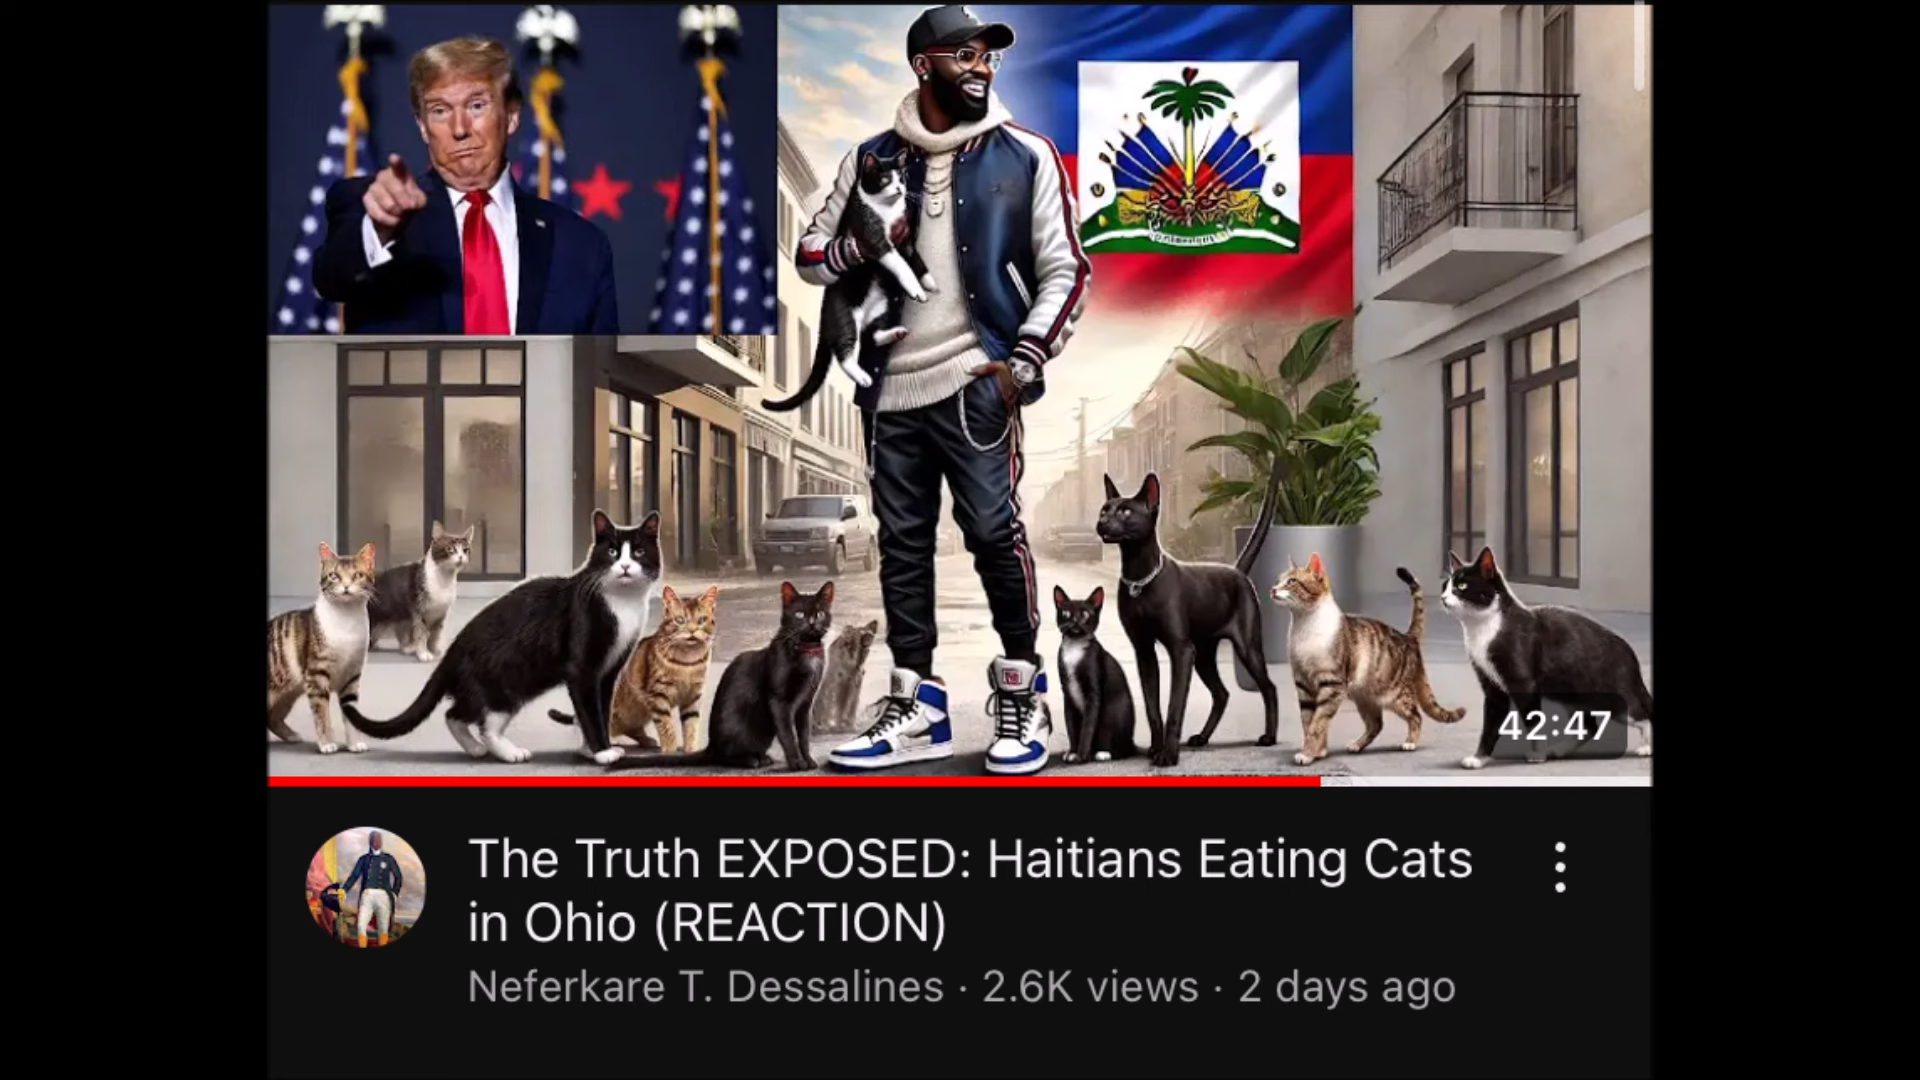 42:47
The Truth EXPOSED: Haitians Eating Cats
in Ohio (REACTION)
Neferkare T. Dessalines · 2.6K views · 2 days ago